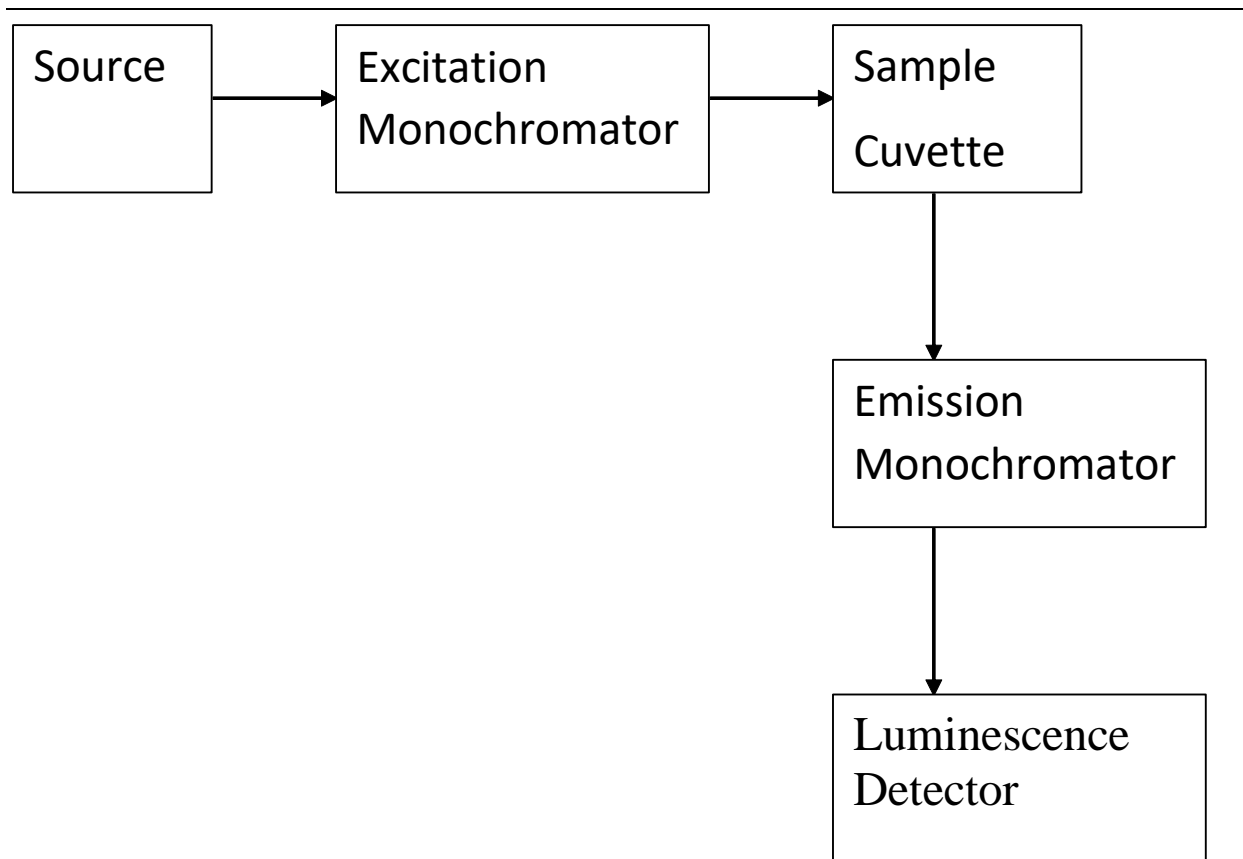 Source
Excitation
Monochromator
Sample
Cuvette
Emission
Monochromator
Luminescence
Detector